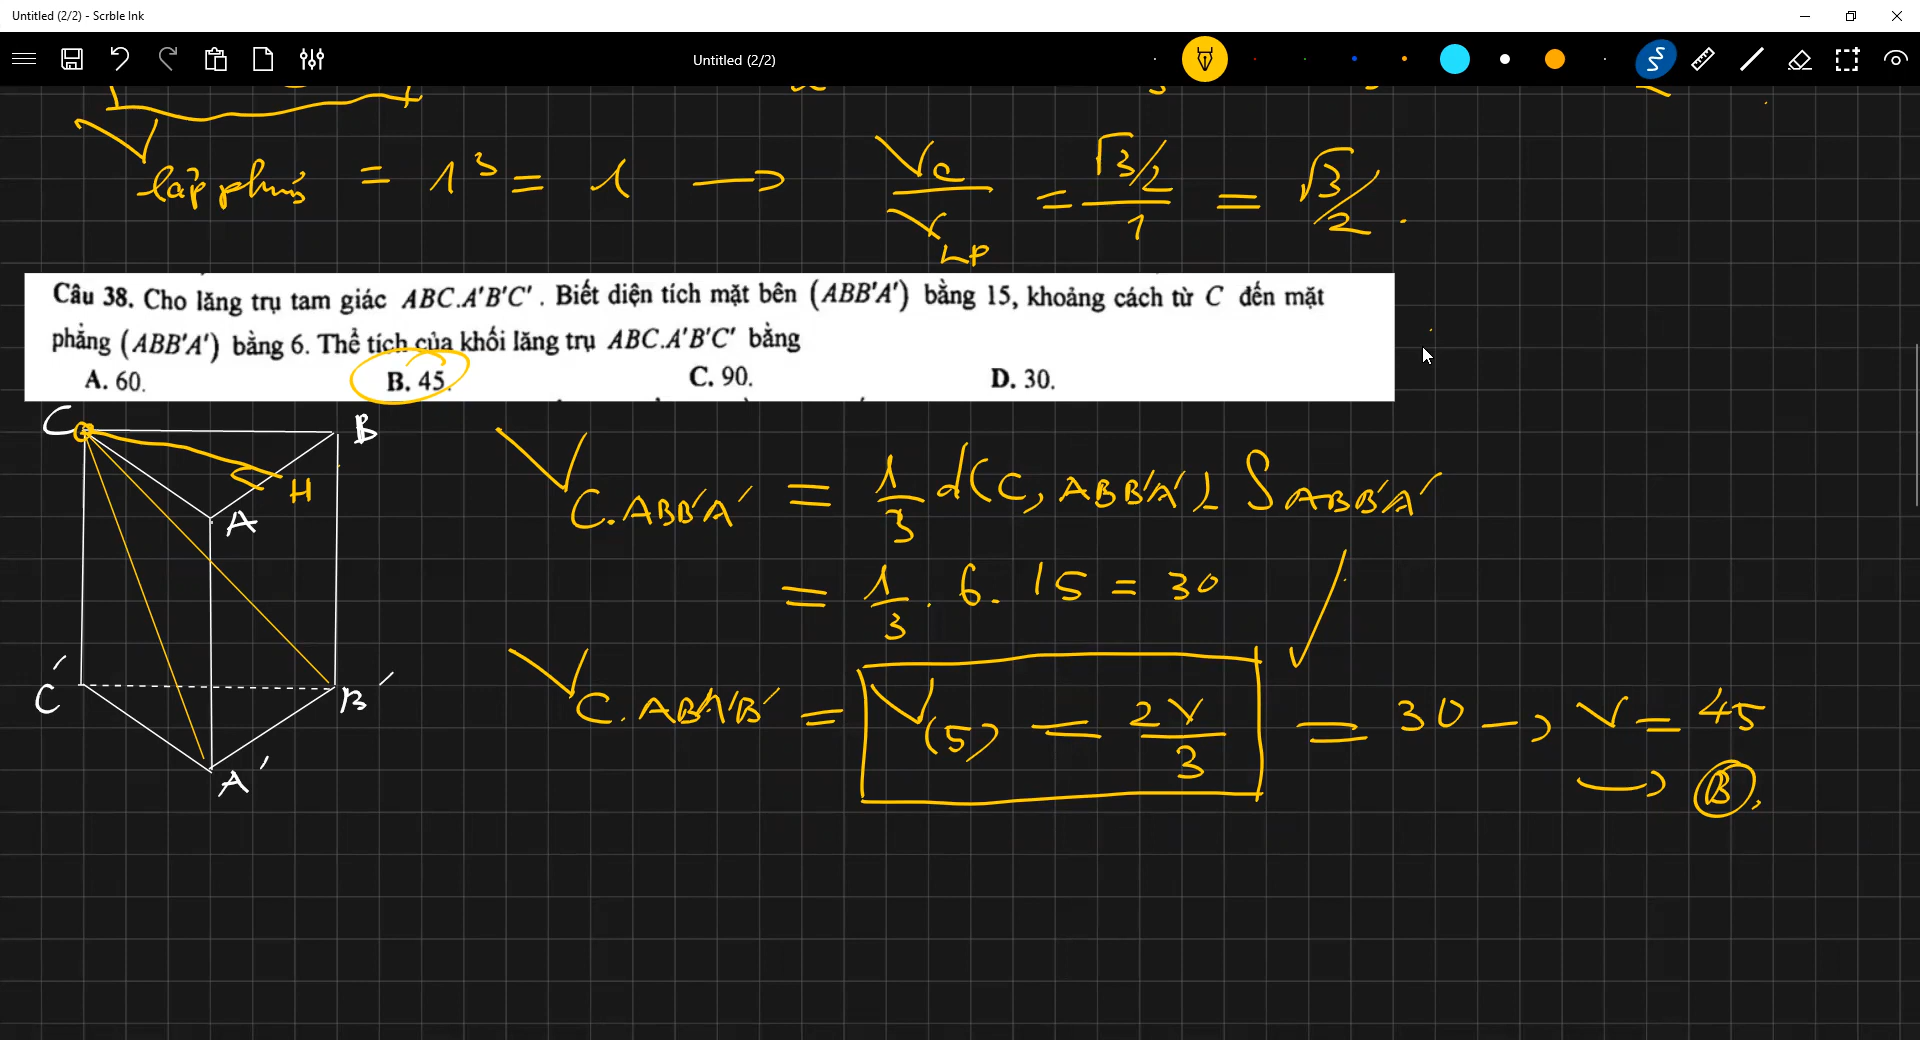 Untitled (2/2) - Scrble Ink
Untitled (2/2)
V lập phương = 1³ = 1 → V_C / V_LP = (√3/2) / 1 = √3/2.
Câu 38. Cho lăng trụ tam giác ABC.A'B'C'. Biết diện tích mặt bên (ABB'A') bằng 15, khoảng cách từ C đến mặt
phẳng (ABB'A') bằng 6. Thể tích của khối lăng trụ ABC.A'B'C' bằng
A. 60. B. 45. C. 90. D. 30.
C B
H
A
C' B'
A'
V C.ABB'A' = 1/3 d(C, ABB'A') S ABB'A'
= 1/3 . 6 . 15 = 30
V C.ABA'B' = V(5) = 2V/3 = 30 → V = 45
→ B.